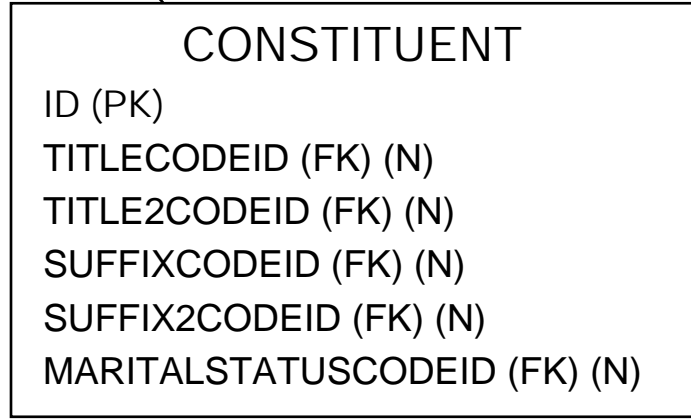 CONSTITUENT
ID (PK)
TITLECODEID (FK) (N)
TITLE2CODEID (FK) (N)
SUFFIXCODEID (FK) (N)
SUFFIX2CODEID (FK) (N)
MARITALSTATUSCODEID (FK) (N)